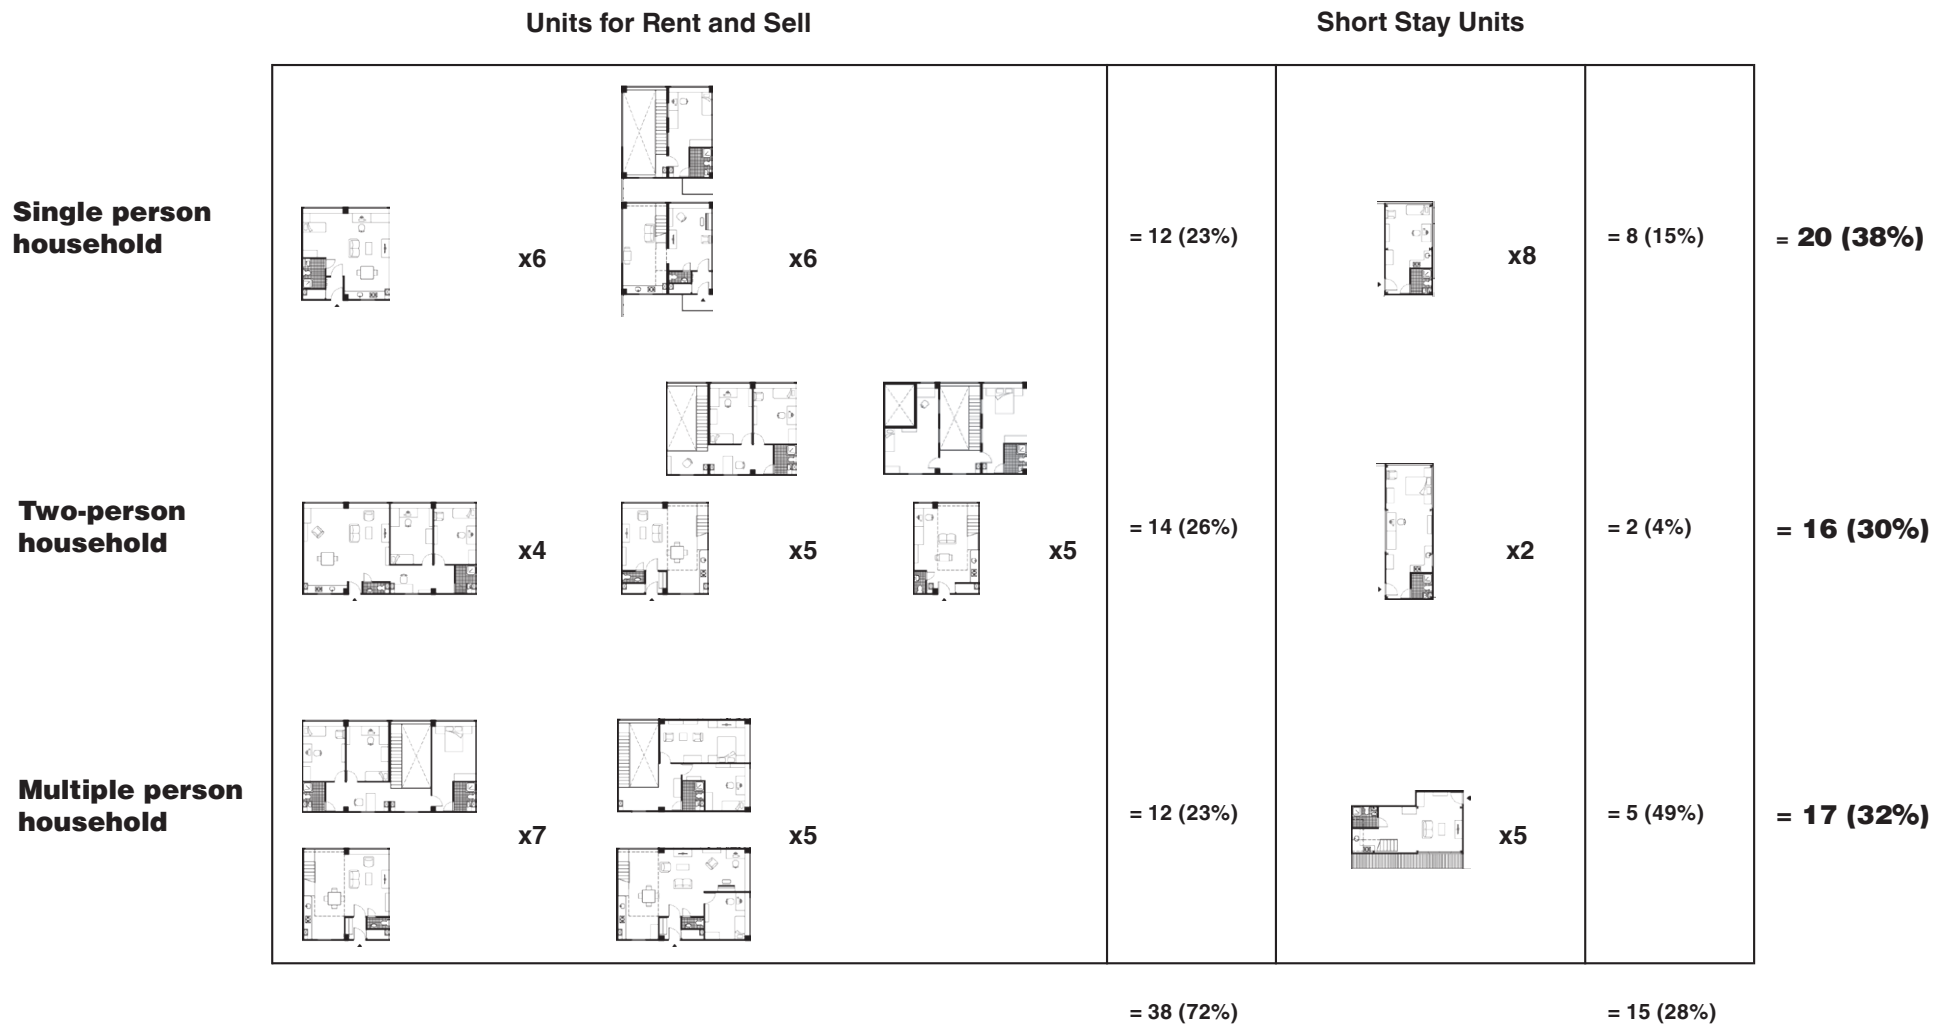 Units for Rent and Sell
Short Stay Units
Single person
household
x6
x6
= 12 (23%)
x8
= 8 (15%)
= 20 (38%)
Two-person
household
x4
x5
x5
= 14 (26%)
x2
= 2 (4%)
= 16 (30%)
Multiple person
household
x7
x5
= 12 (23%)
x5
= 5 (49%)
= 17 (32%)
= 38 (72%)
= 15 (28%)